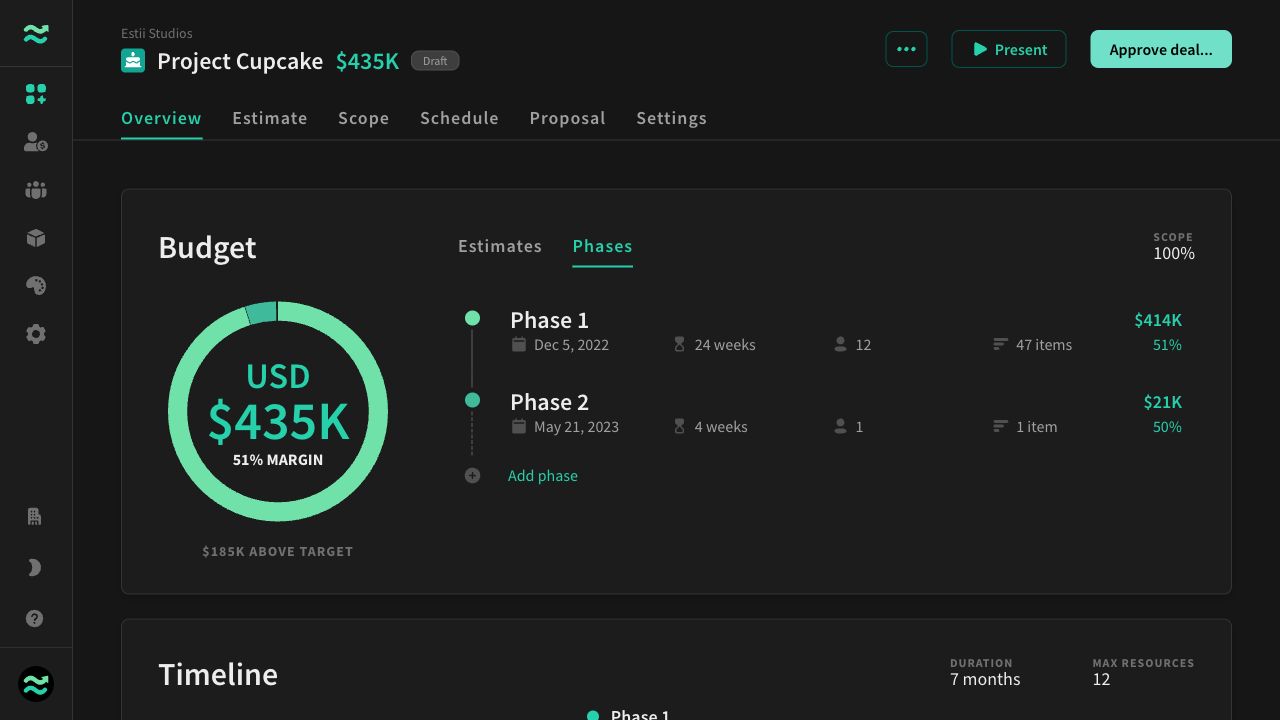 Estii Studios
Project Cupcake $435K Draft
Present
Approve deal...
Overview Estimate Scope Schedule Proposal Settings
Budget
Estimates Phases
SCOPE
100%
USD
$435K
51% MARGIN
$185K ABOVE TARGET
Phase 1 $414K
Dec 5, 2022 24 weeks 12 47 items 51%
Phase 2 $21K
May 21, 2023 4 weeks 1 1 item 50%
Add phase
Timeline
DURATION
7 months
MAX RESOURCES
12
Phase 1